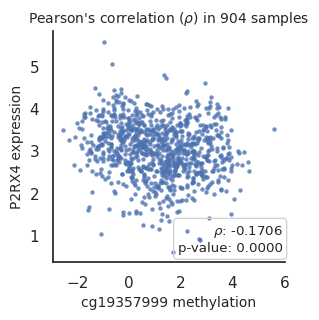 Pearson's correlation (ρ) in 904 samples
P2RX4 expression
5
4
3
2
1
ρ: -0.1706
p-value: 0.0000
−2 0 2 4 6
cg19357999 methylation